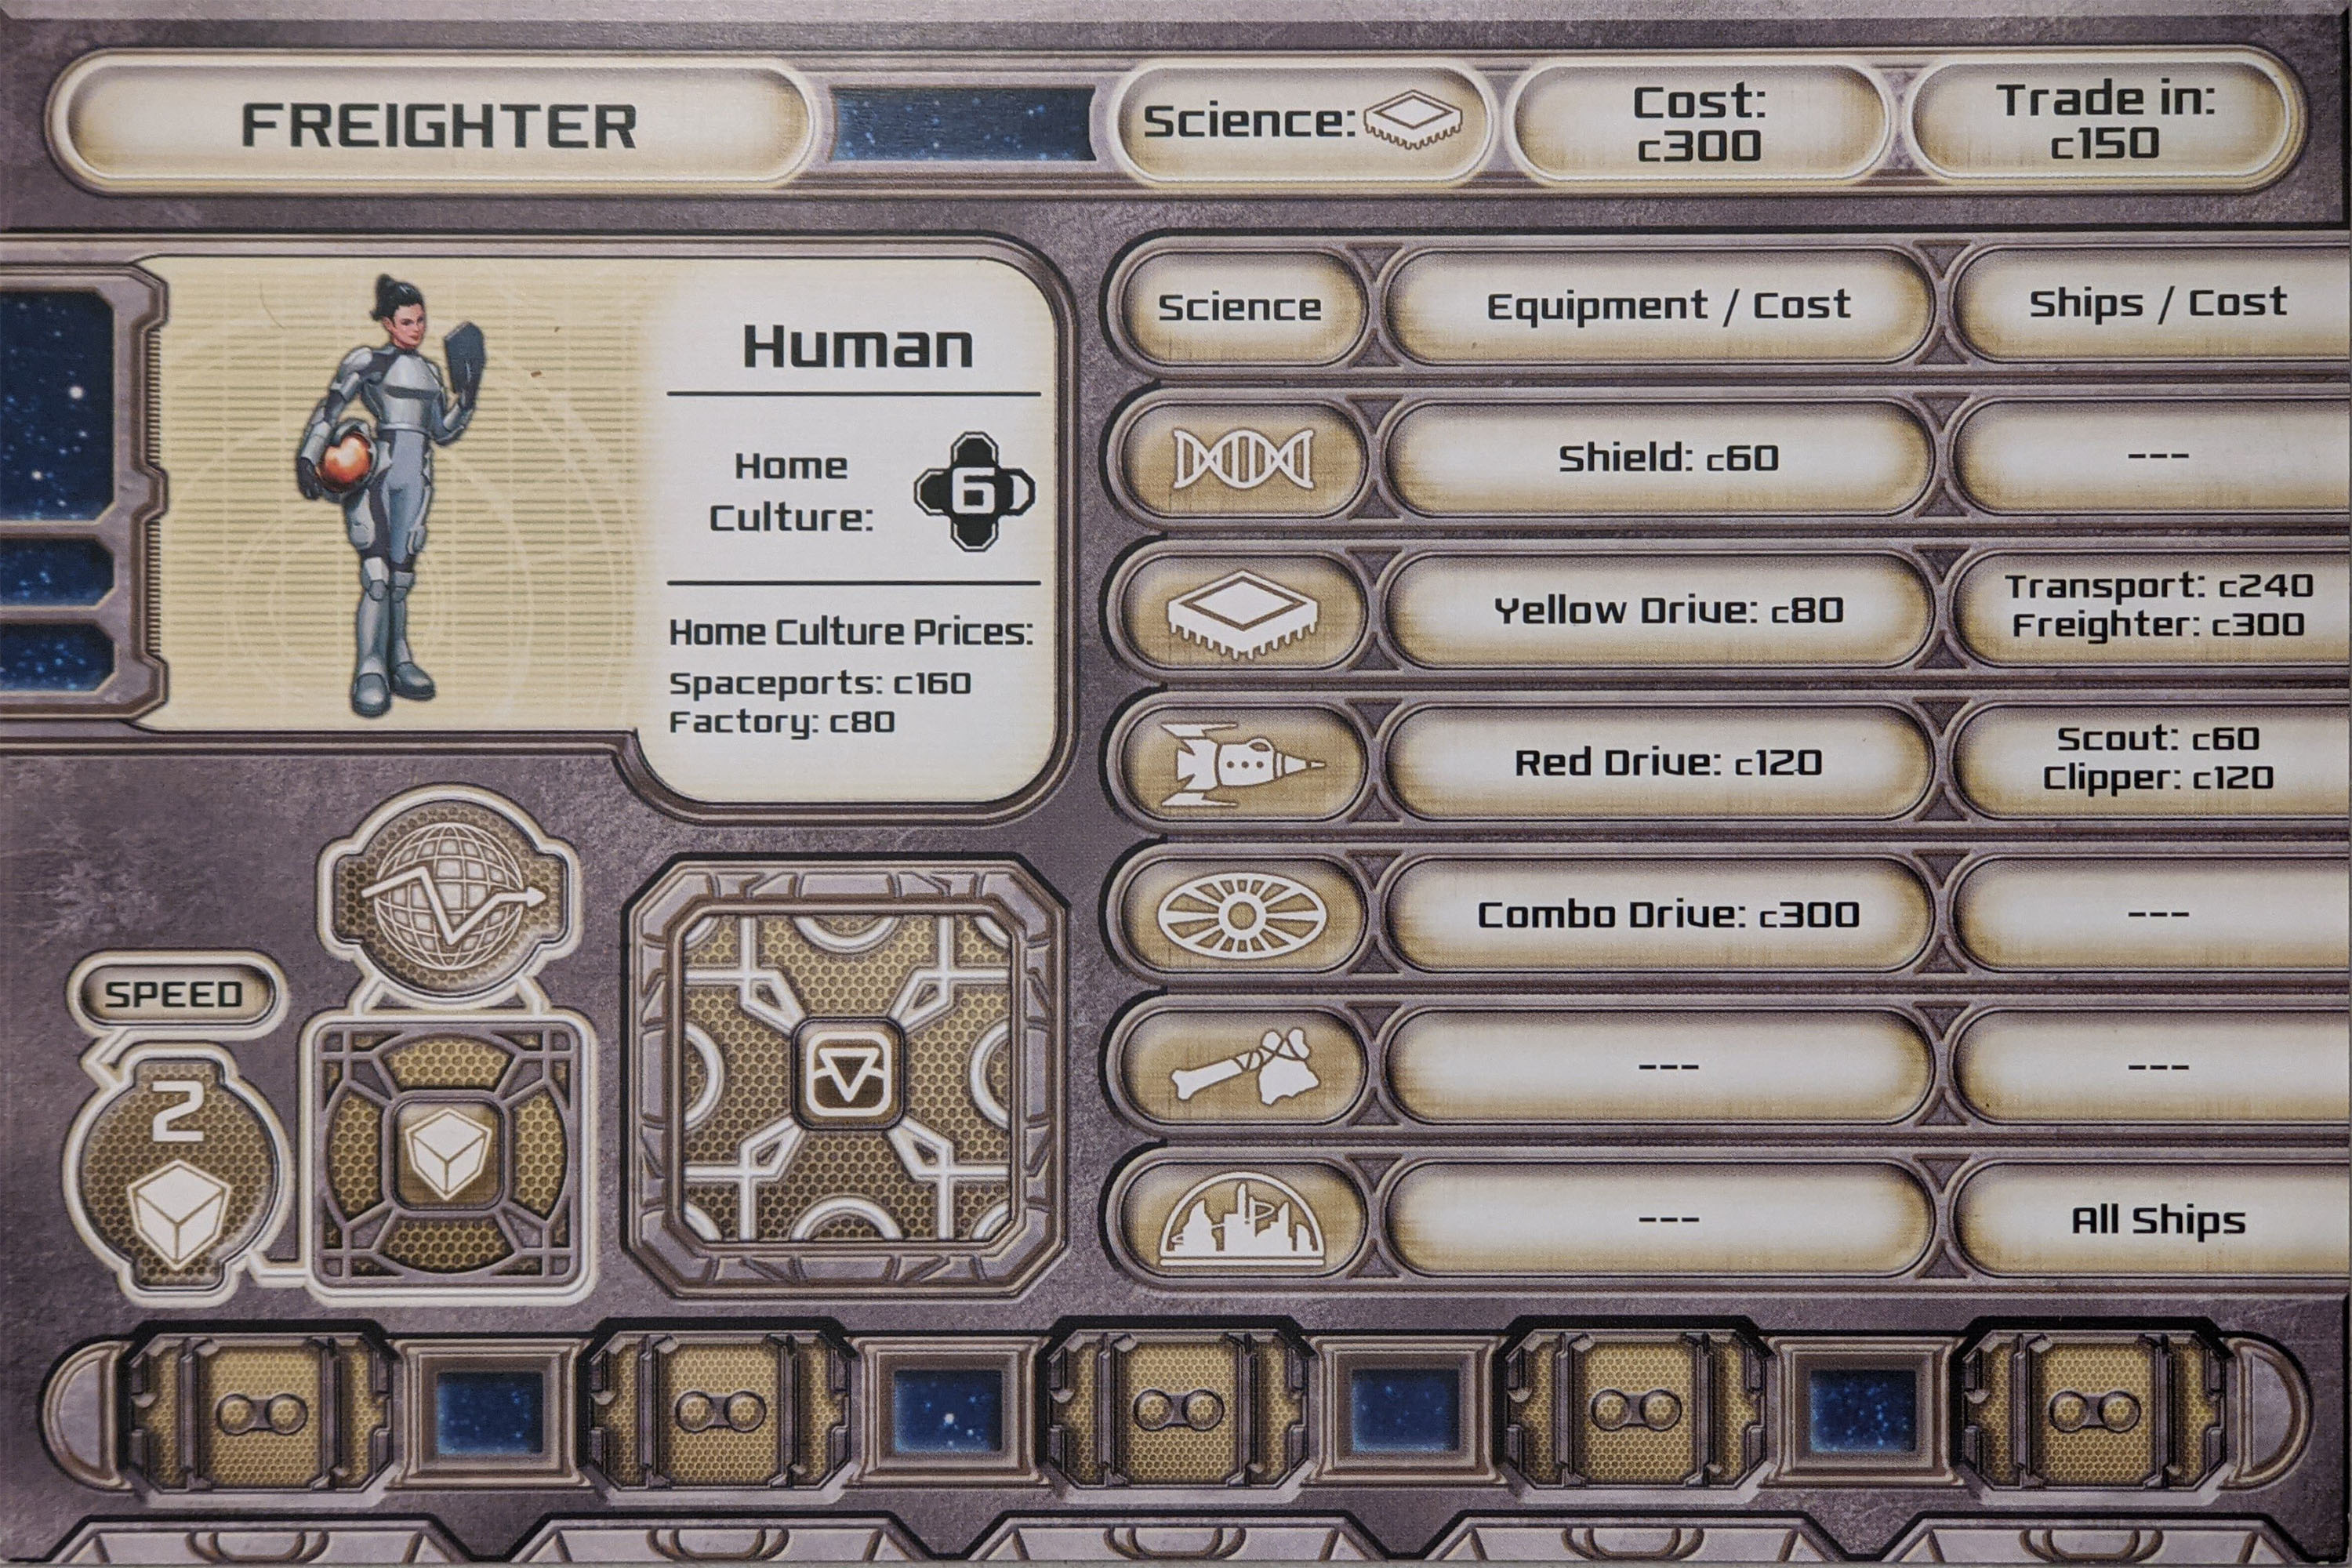 FREIGHTER
Science:
Cost:
c300
Trade in:
c150
Human
Home
Culture:
6
Home Culture Prices:
Spaceports: c160
Factory: c80
SPEED
2
Science
Equipment / Cost
Ships / Cost
Shield: c60
---
Yellow Drive: c80
Transport: c240
Freighter: c300
Red Drive: c120
Scout: c60
Clipper: c120
Combo Drive: c300
---
---
---
---
All Ships